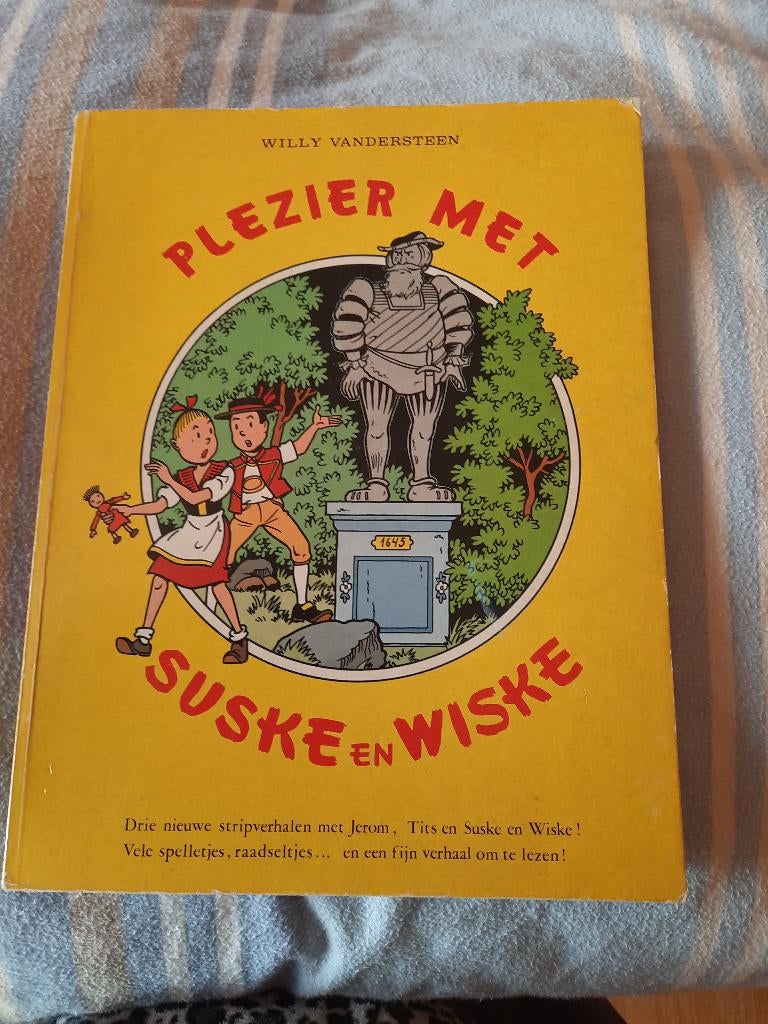 WILLY VANDERSTEEN
PLEZIER MET
1645
SUSKE EN WISKE
Drie nieuwe stripverhalen met Jerom, Tits en Suske en Wiske!
Vele spelletjes, raadseltjes... en een fijn verhaal om te lezen!